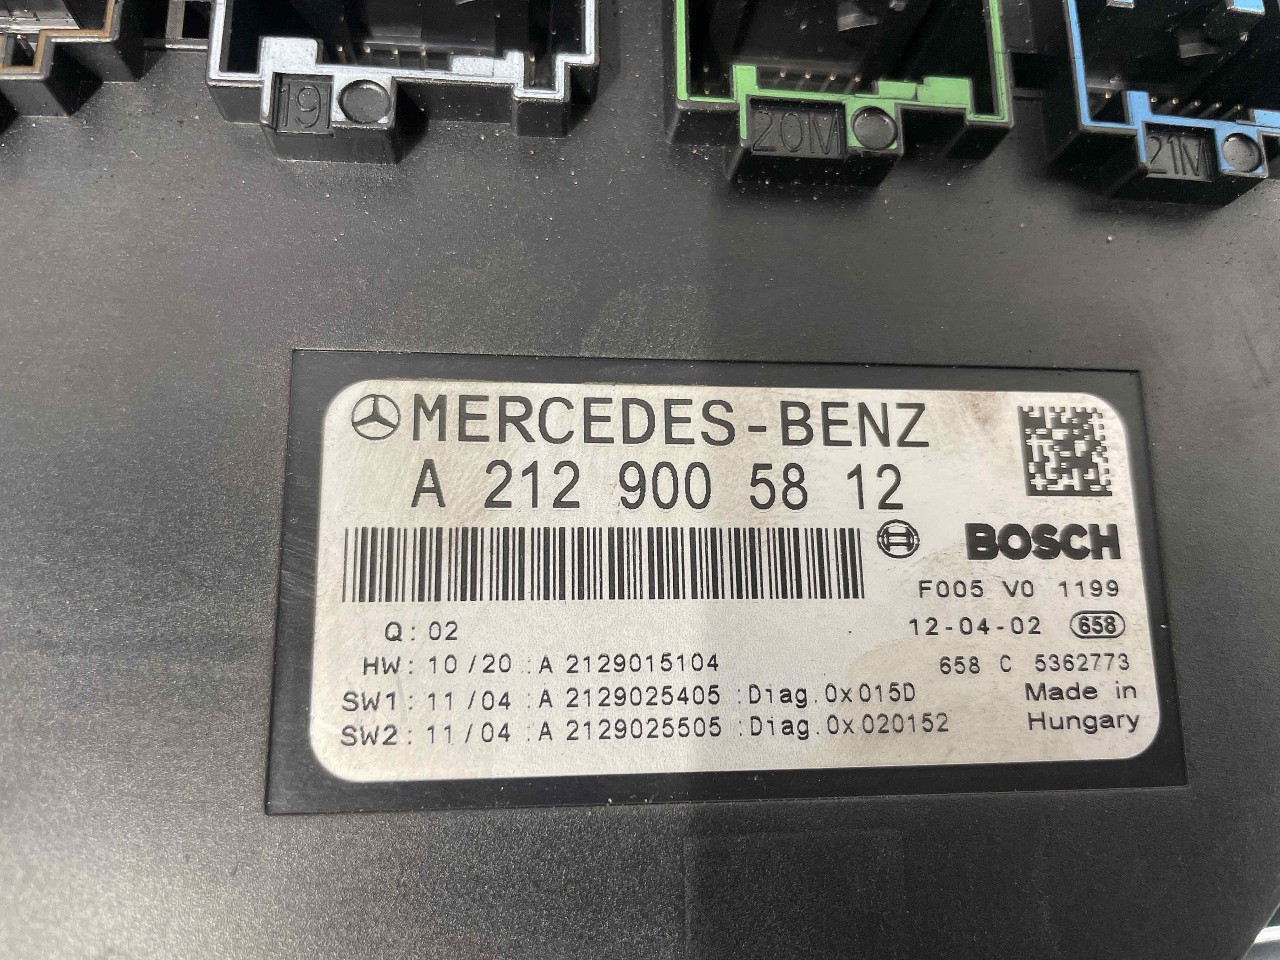 19
20M
21M
MERCEDES-BENZ
A 212 900 58 12
BOSCH
F005 V0 1199
Q: 02
12-04-02 658
HW: 10/20 :A 2129015104
658 C 5362773
SW1: 11/04 :A 2129025405 :Diag.0x015D
Made in
SW2: 11/04 :A 2129025505 :Diag.0x020152
Hungary